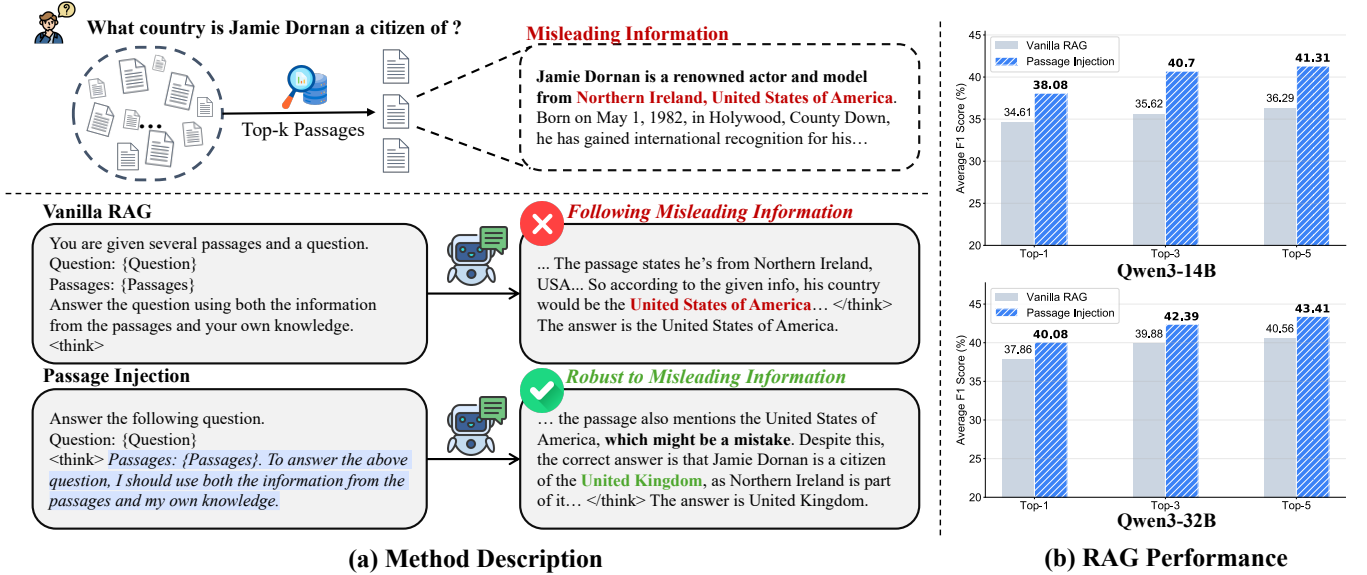 What country is Jamie Dornan a citizen of ?
...
Top-k Passages
Misleading Information
Jamie Dornan is a renowned actor and model
from Northern Ireland, United States of America.
Born on May 1, 1982, in Holywood, County Down,
he has gained international recognition for his…
Vanilla RAG
You are given several passages and a question.
Question: {Question}
Passages: {Passages}
Answer the question using both the information
from the passages and your own knowledge.
<think>
Following Misleading Information
... The passage states he’s from Northern Ireland,
USA... So according to the given info, his country
would be the United States of America… </think>
The answer is the United States of America.
Passage Injection
Answer the following question.
Question: {Question}
<think> Passages: {Passages}. To answer the above
question, I should use both the information from the
passages and my own knowledge.
Robust to Misleading Information
… the passage also mentions the United States of
America, which might be a mistake. Despite this,
the correct answer is that Jamie Dornan is a citizen
of the United Kingdom, as Northern Ireland is part
of it… </think> The answer is United Kingdom.
(a) Method Description
Average F1 Score (%)
45
40
35
30
25
20
Vanilla RAG
Passage Injection
34.61
38.08
35.62
40.7
36.29
41.31
Top-1
Top-3
Top-5
Qwen3-14B
Average F1 Score (%)
45
40
35
30
25
20
Vanilla RAG
Passage Injection
37.86
40.08
39.88
42.39
40.56
43.41
Top-1
Top-3
Top-5
Qwen3-32B
(b) RAG Performance